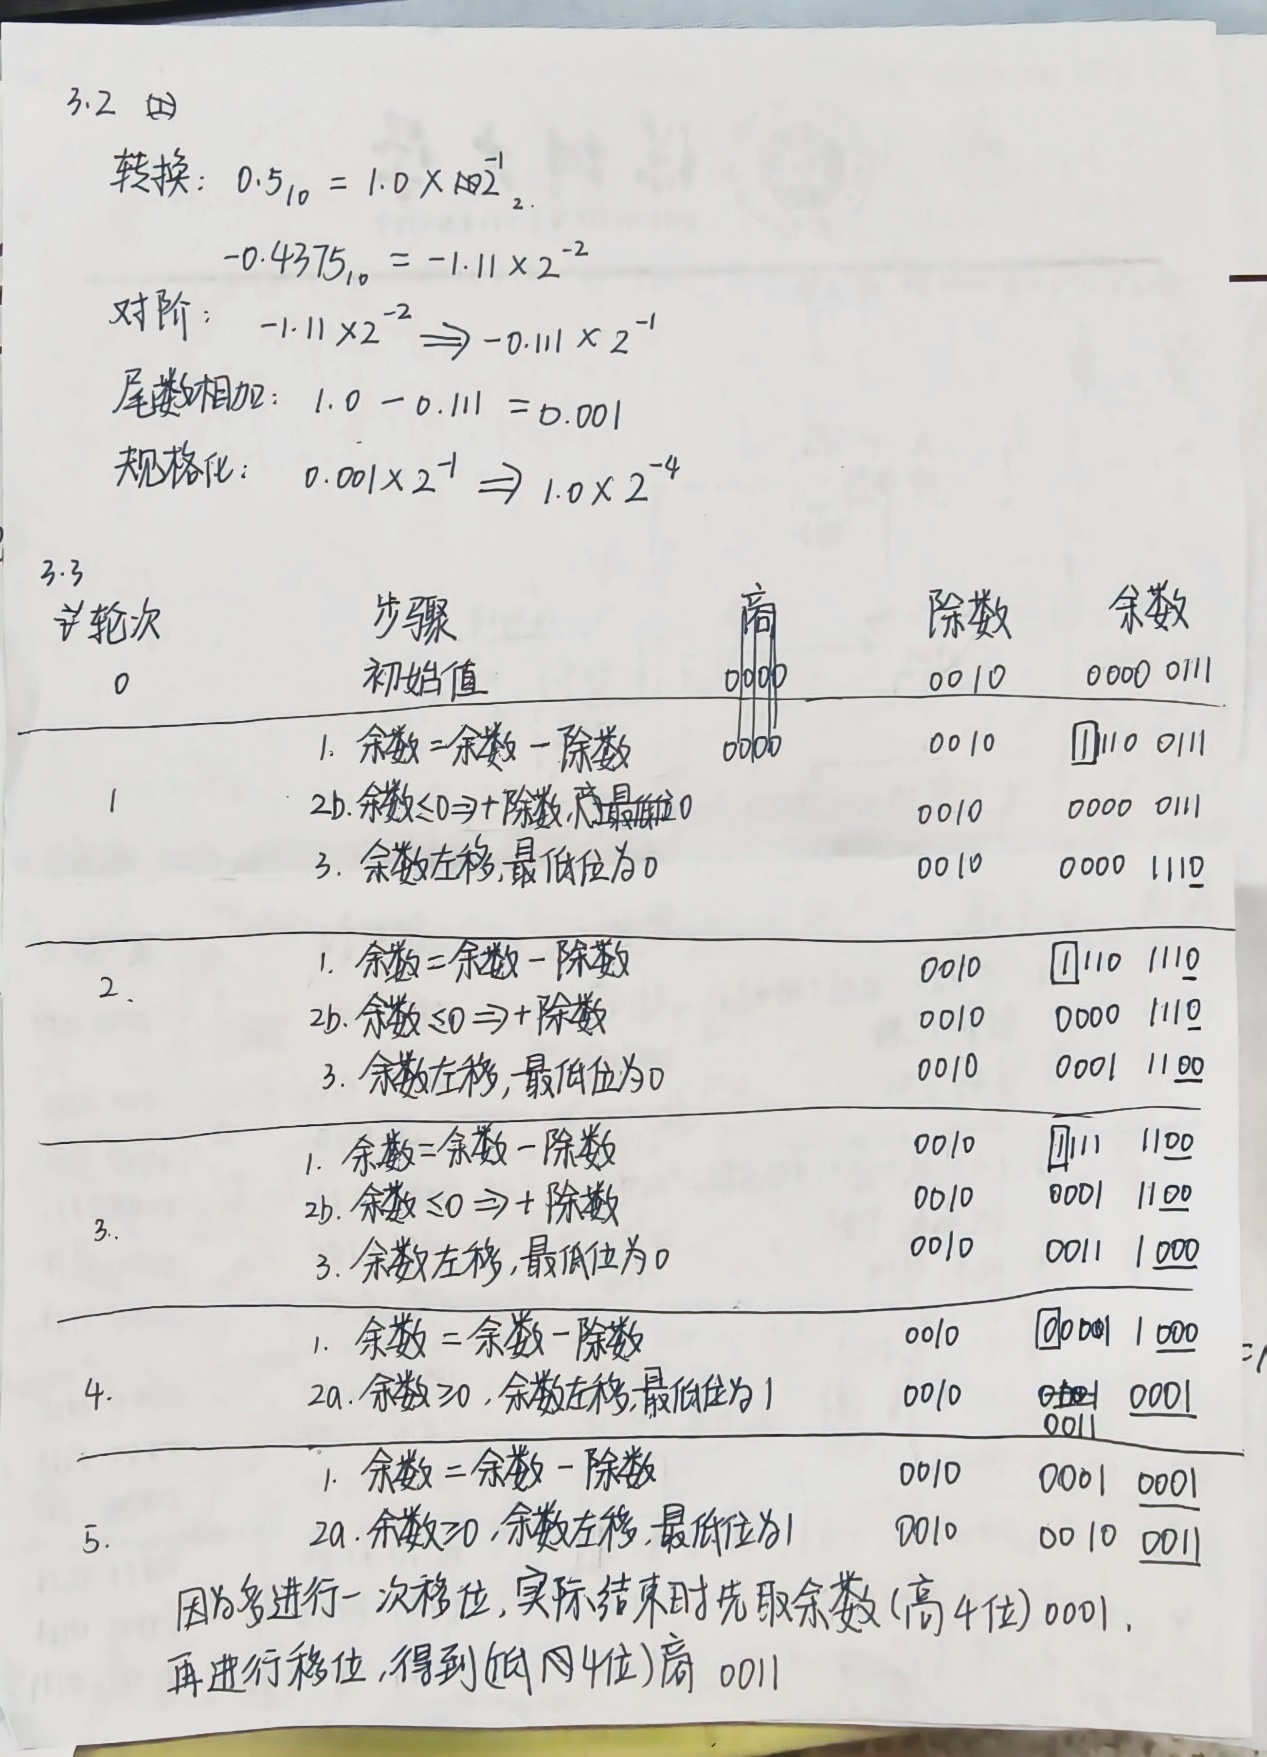 3.2
转换: 0.5₁₀ = 1.0 × 2⁻¹₂.
-0.4375₁₀ = -1.11 × 2⁻²
对阶: -1.11 × 2⁻² ⇒ -0.111 × 2⁻¹
尾数相加: 1.0 - 0.111 = 0.001
规格化: 0.001 × 2⁻¹ ⇒ 1.0 × 2⁻⁴
3.3
轮次 步骤 商 除数 余数
0 初始值 0000 0010 0000 0111
1. 余数=余数-除数 0000 0010 1110 0111
1 2b. 余数≤0⇒+除数,商最低位0 0010 0000 0111
3. 余数左移,最低位为0 0010 0000 1110
1. 余数=余数-除数 0010 1110 1110
2. 2b. 余数≤0⇒+除数 0010 0000 1110
3. 余数左移,最低位为0 0010 0001 1100
1. 余数=余数-除数 0010 1111 1100
3. 2b. 余数≤0⇒+除数 0010 0001 1100
3. 余数左移,最低位为0 0010 0011 1000
1. 余数=余数-除数 0010 0001 1000
4. 2a. 余数≥0,余数左移,最低位为1 0010 0011 0001
1. 余数=余数-除数 0010 0001 0001
5. 2a. 余数≥0,余数左移,最低位为1 0010 0010 0011
因为多进行一次移位,实际结束时先取余数(高4位)0001,
再进行移位,得到(低4位)商 0011